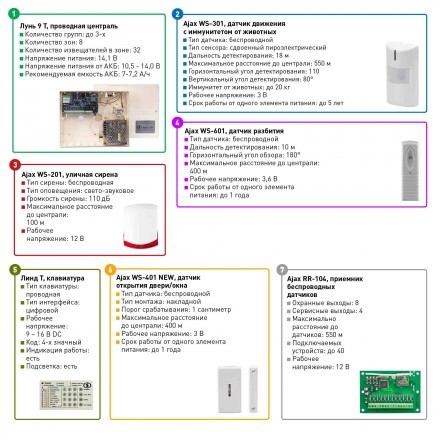 1
Лунь 9 Т, проводная централь
Количество групп: до 3-х
Количество зон: 8
Количество извещателей в зоне: 32
Напряжение питания: 14,1 В
Напряжение питания от АКБ: 10,5 - 14,0 В
Рекомендуемая емкость АКБ: 7-7,2 А/ч
2
Ajax WS-301, датчик движения
с иммунитетом от животных
Тип датчика: беспроводной
Тип сенсора: сдвоенный пироэлектрический
Дальность детектирования: 18 м
Максимальное расстояние до централи: 550 м
Горизонтальный угол детектирования: 110
Вертикальный угол детектирования: 80°
Иммунитет от животных: до 20 кг
Рабочее напряжение: 3 В
Срок работы от одного элемента питания: до 5 лет
3
Ajax WS-201, уличная сирена
Тип сирены: беспроводная
Тип оповещения: свето-звуковое
Громкость сирены: 110 дБ
Максимальное расстояние
до централи:
100 м
Рабочее
напряжение: 12 В
4
Ajax WS-601, датчик разбития
Тип датчика: беспроводной
Дальность детектирования: 10 м
Горизонтальный угол обзора: 180°
Максимальное расстояние до централи:
400 м
Рабочее напряжение: 3,6 В
Срок работы от одного элемента
питания: до 1 года
5
Линд Т, клавиатура
Тип клавиатуры:
проводная
Тип интерфейса:
цифровой
Рабочее
напряжение:
9 – 16 В DC
Код: 4-х значный
Индикация работы:
есть
Подсветка: есть
6
Ajax WS-401 NEW, датчик
открытия двери/окна
Тип датчика: беспроводной
Тип монтажа: накладной
Порог срабатывания: 1 сантиметр
Максимальное расстояние
до централи: 400 м
Рабочее напряжение: 3 В
Срок работы от одного элемента
питания: до 1 года
7
Ajax RR-104, приемник
беспроводных
датчиков
Охранные выходы: 8
Сервисные выходы: 4
Максимально
расстояние до
датчиков: 550 м
Подключаемых
устройств: до 40
Рабочее
напряжение: 12 В